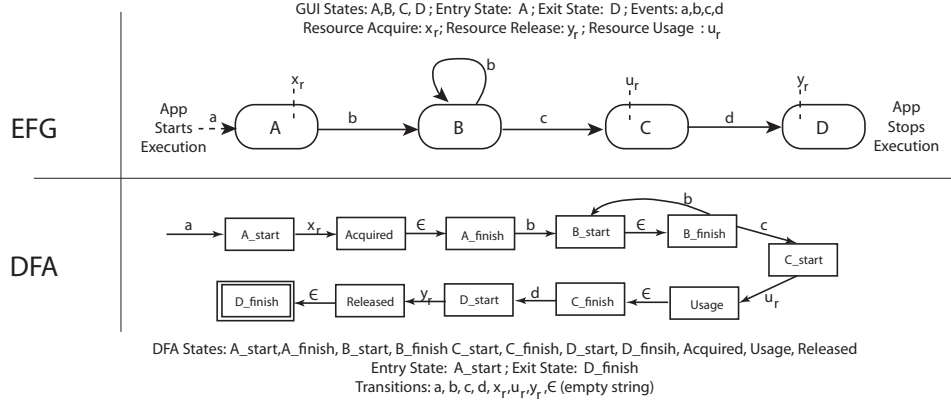 GUI States: A,B, C, D ; Entry State: A ; Exit State: D ; Events: a,b,c,d
Resource Acquire: xr; Resource Release: yr ; Resource Usage : ur
EFG
App
Starts
Execution
a
xr
A
b
b
B
c
ur
C
d
yr
D
App
Stops
Execution
DFA
a
A_start
xr
Acquired
ϵ
A_finish
b
B_start
ϵ
b
B_finish
c
C_start
D_finish
ϵ
Released
yr
D_start
d
C_finish
ϵ
Usage
ur
DFA States: A_start,A_finish, B_start, B_finish C_start, C_finish, D_start, D_finsih, Acquired, Usage, Released
Entry State: A_start ; Exit State: D_finish
Transitions: a, b, c, d, xr,ur,yr,ϵ (empty string)